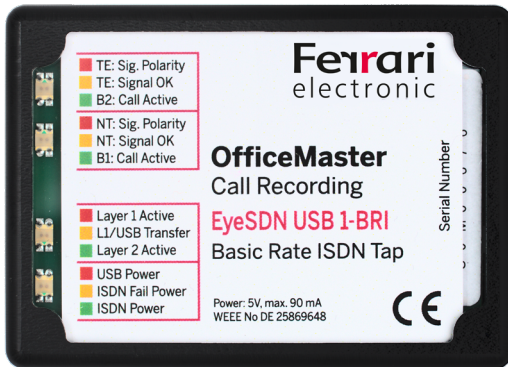 Ferrari
electronic
TE: Sig. Polarity
TE: Signal OK
B2: Call Active
NT: Sig. Polarity
NT: Signal OK
B1: Call Active
OfficeMaster
Call Recording
EyeSDN USB 1-BRI
Basic Rate ISDN Tap
Layer 1 Active
L1/USB Transfer
Layer 2 Active
USB Power
ISDN Fail Power
ISDN Power
Power: 5V, max. 90 mA
WEEE No DE 25869648
CE
Serial Number